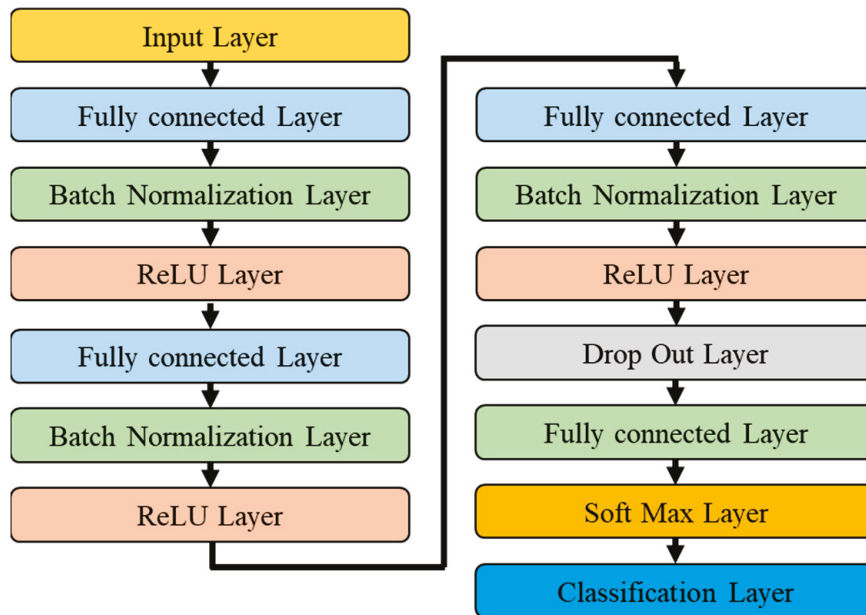 Input Layer
Fully connected Layer
Batch Normalization Layer
ReLU Layer
Fully connected Layer
Batch Normalization Layer
ReLU Layer
Fully connected Layer
Batch Normalization Layer
ReLU Layer
Drop Out Layer
Fully connected Layer
Soft Max Layer
Classification Layer